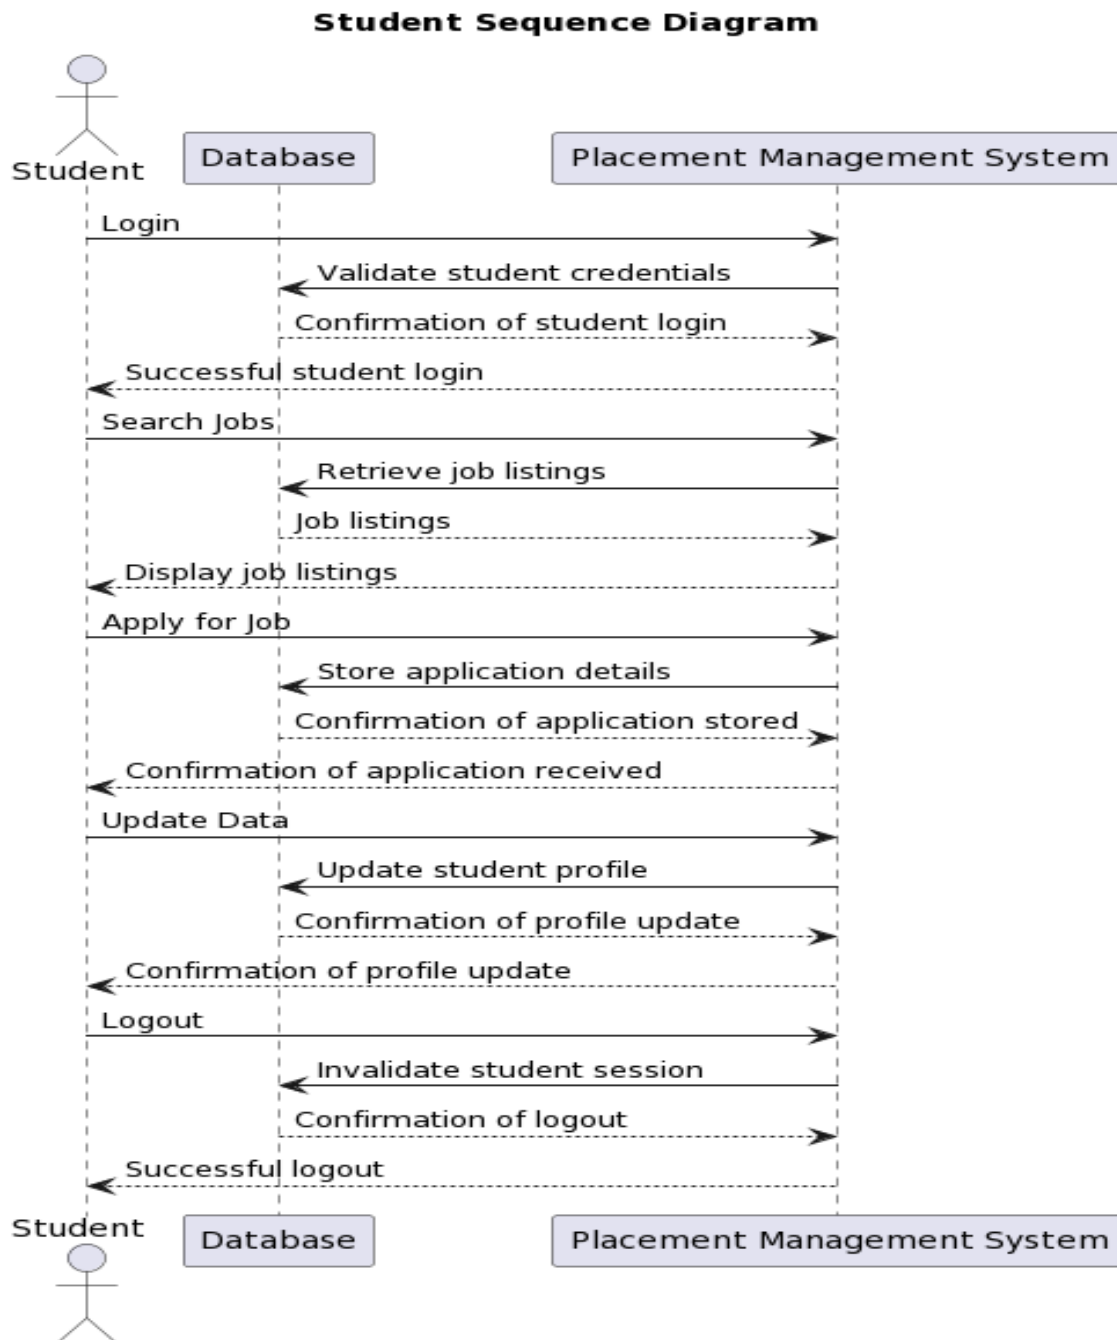 Student Sequence Diagram
Student
Database
Placement Management System
Login
Validate student credentials
Confirmation of student login
Successful student login
Search Jobs
Retrieve job listings
Job listings
Display job listings
Apply for Job
Store application details
Confirmation of application stored
Confirmation of application received
Update Data
Update student profile
Confirmation of profile update
Confirmation of profile update
Logout
Invalidate student session
Confirmation of logout
Successful logout
Student
Database
Placement Management System